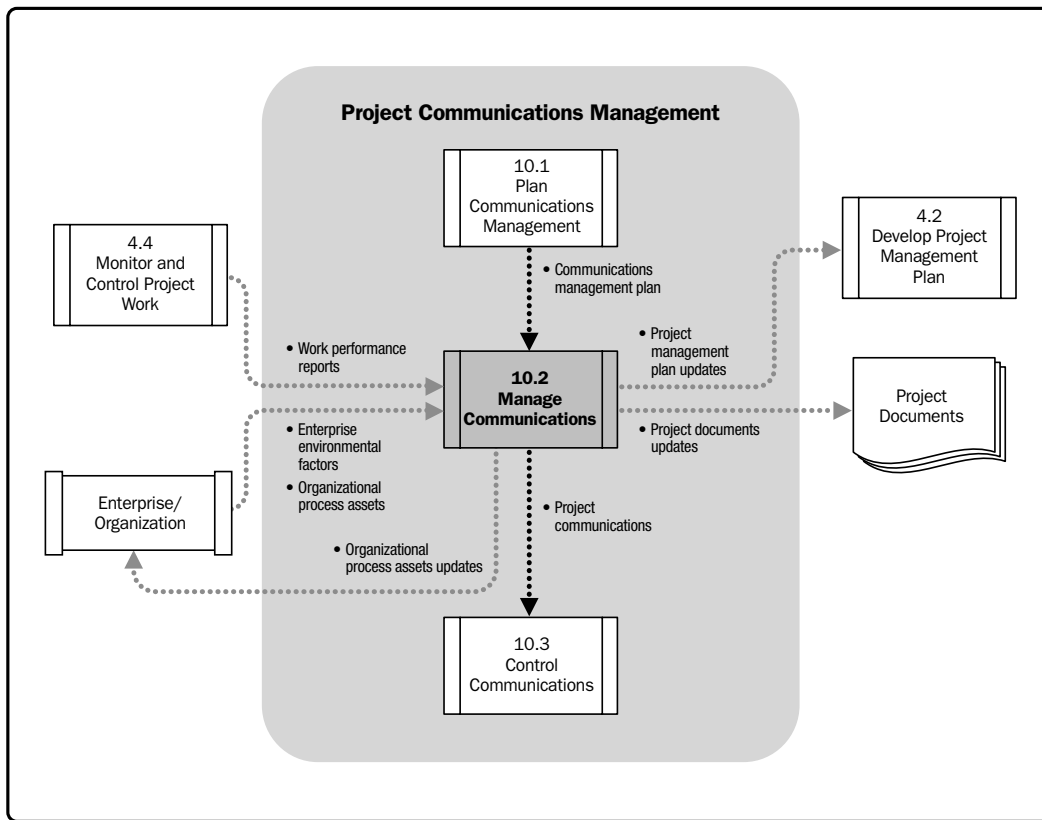 Project Communications Management
10.1
Plan
Communications
Management
4.4
Monitor and
Control Project
Work
4.2
Develop Project
Management
Plan
• Communications
management plan
• Work performance
reports
10.2
Manage
Communications
• Project
management
plan updates
Project
Documents
• Enterprise
environmental
factors
• Organizational
process assets
• Project documents
updates
Enterprise/
Organization
• Project
communications
• Organizational
process assets updates
10.3
Control
Communications